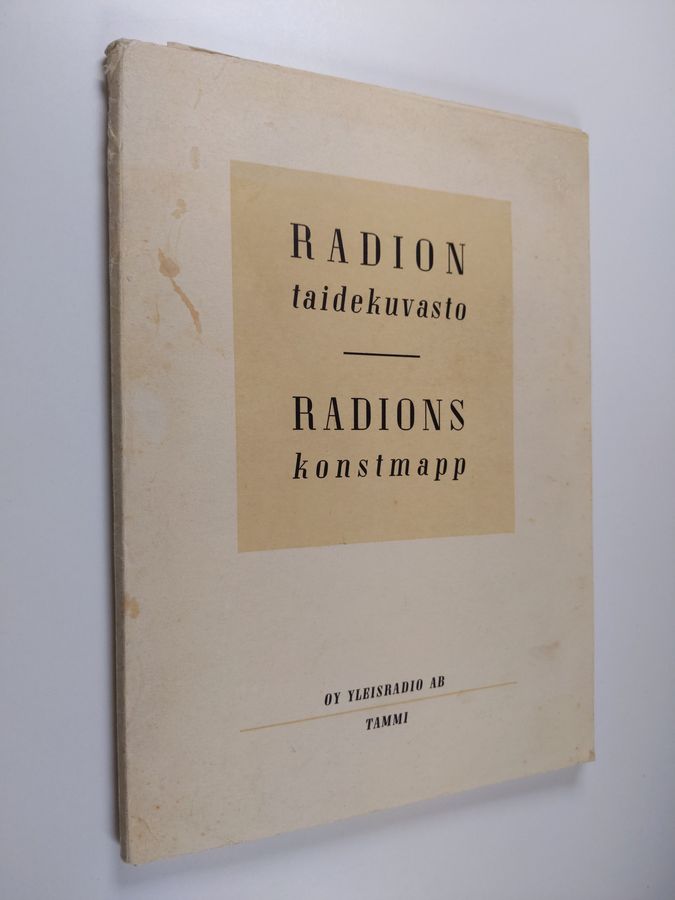 RADION
taidekuvasto
RADIONS
konstmapp
OY YLEISRADIO AB
TAMMI